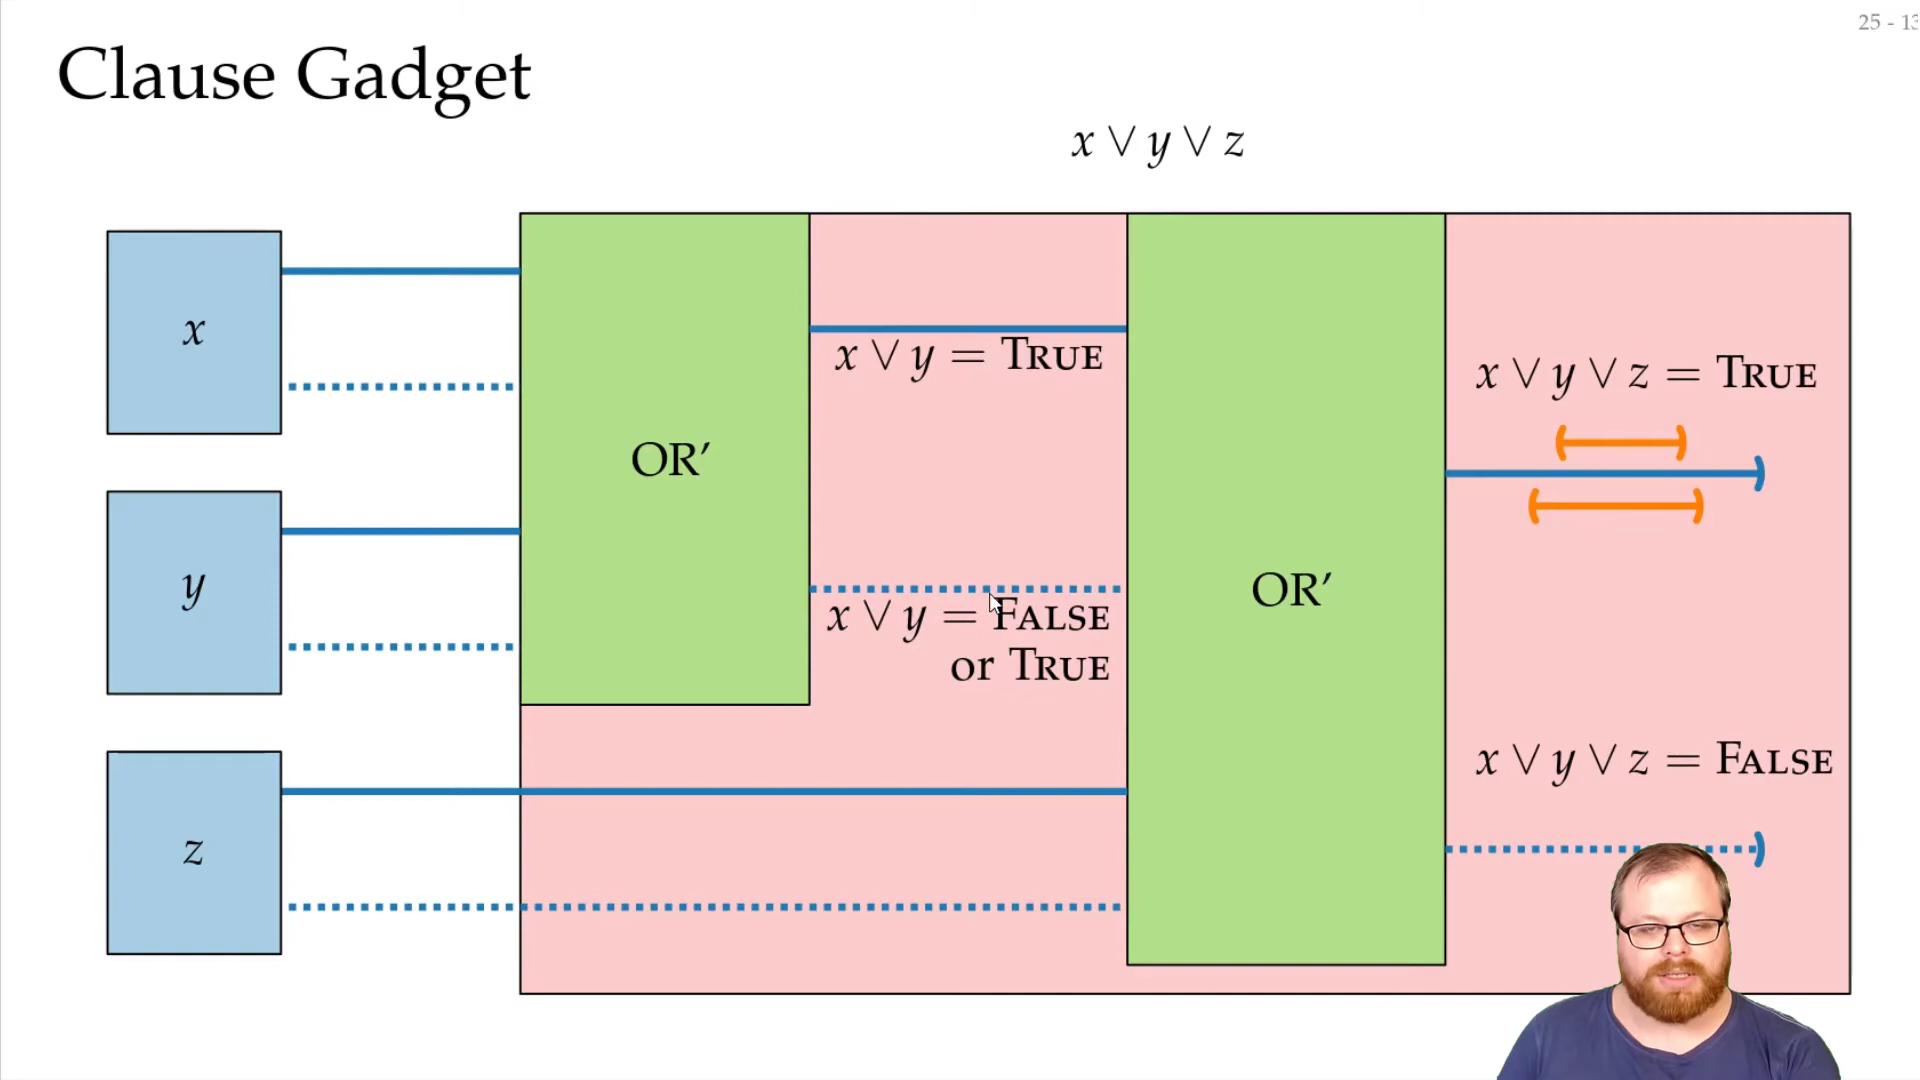 25 - 13
Clause Gadget
x ∨ y ∨ z
x
x ∨ y = TRUE
x ∨ y ∨ z = TRUE
OR’
y
OR’
x ∨ y = FALSE
or TRUE
x ∨ y ∨ z = FALSE
z